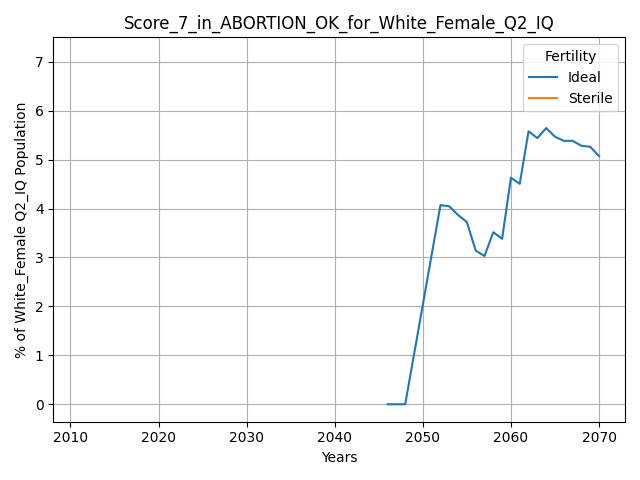 Score_7_in_ABORTION_OK_for_White_Female_Q2_IQ
Fertility
Ideal
Sterile
% of White_Female Q2_IQ Population
7
6
5
4
3
2
1
0
2010 2020 2030 2040 2050 2060 2070
Years